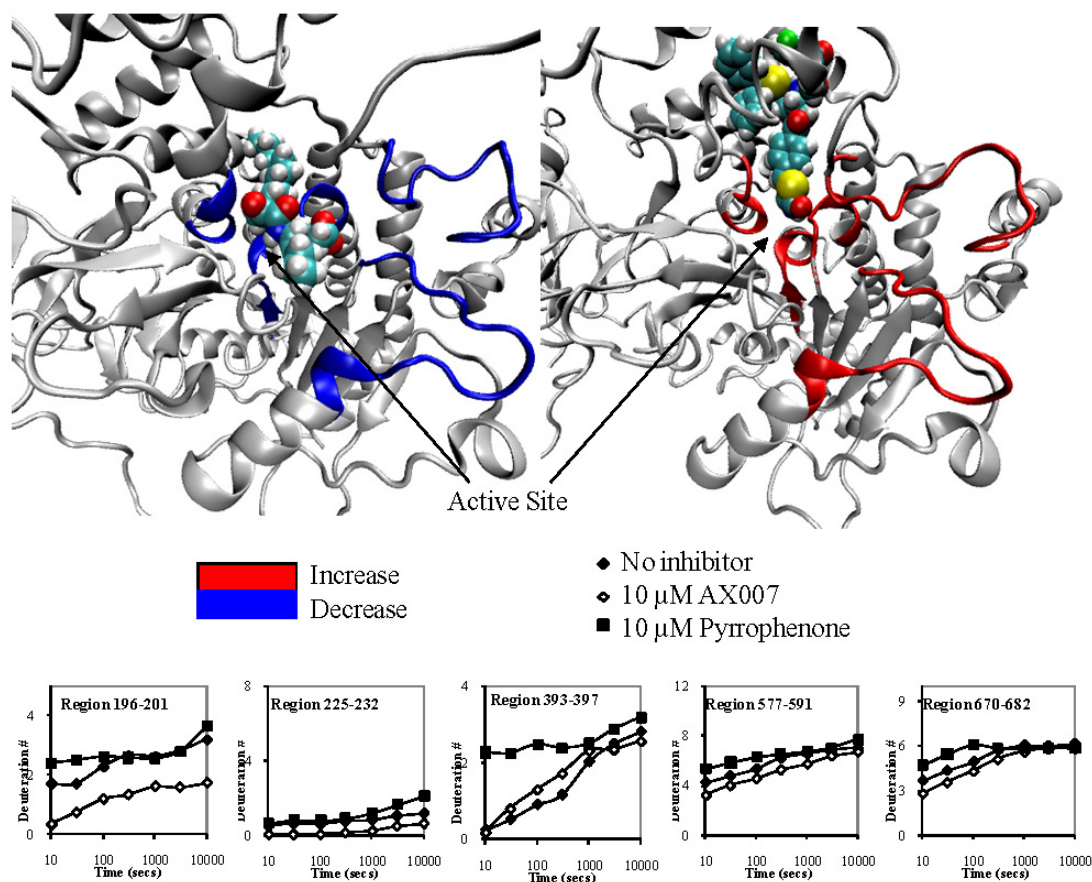 Active Site
Increase
Decrease
No inhibitor
10 µM AX007
10 µM Pyrrophenone
Region 196-201
Deuteration #
4
2
0
10 100 1000 10000
Time (secs)
Region 225-232
Deuteration #
8
4
0
10 100 1000 10000
Time (secs)
Region 393-397
Deuteration #
4
2
0
10 100 1000 10000
Time (secs)
Region 577-591
Deuteration #
12
8
4
0
10 100 1000 10000
Time (secs)
Region 670-682
Deuteration #
9
6
3
0
10 100 1000 10000
Time (secs)